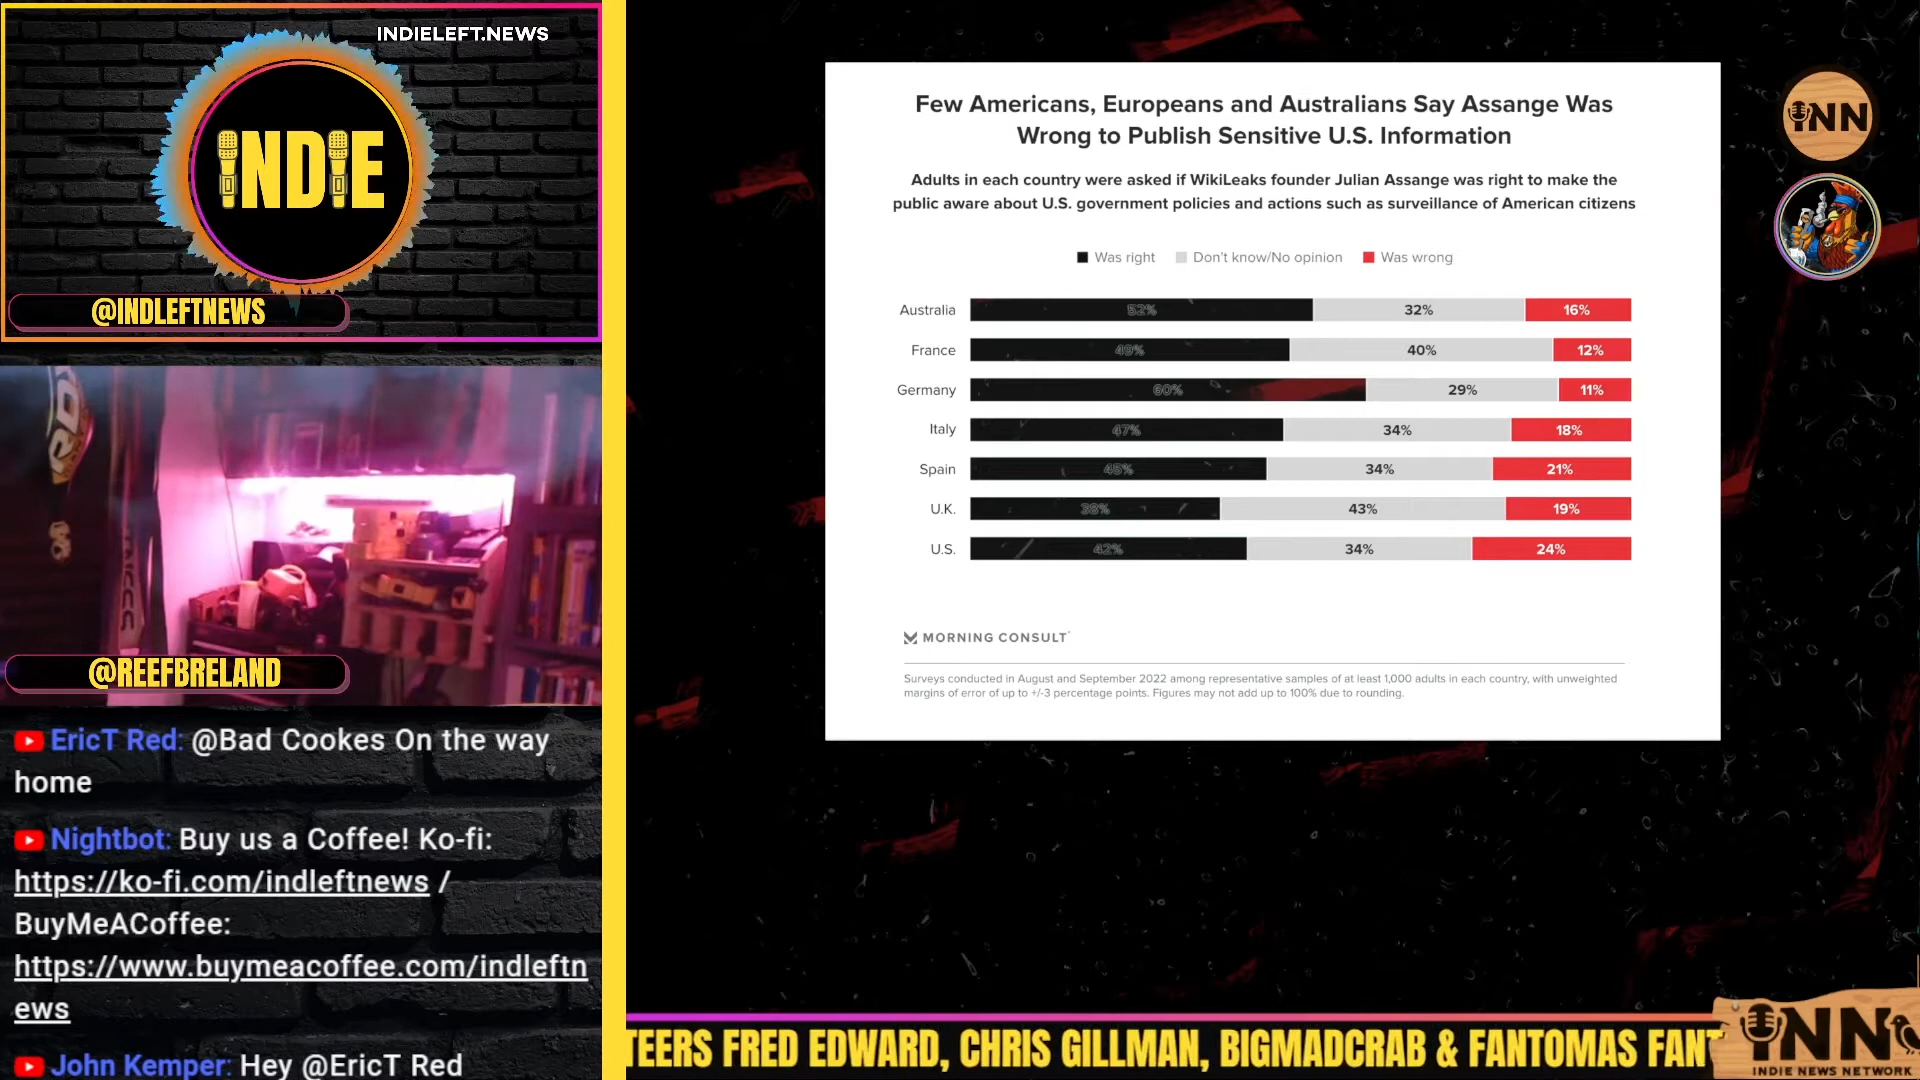 INDIELEFT.NEWS
INDIE
@INDLEFTNEWS
@REEFBRELAND
EricT Red: @Bad Cookes On the way
home
Nightbot: Buy us a Coffee! Ko-fi:
https://ko-fi.com/indleftnews /
BuyMeACoffee:
https://www.buymeacoffee.com/indleftn
ews
John Kemper: Hey @EricT Red
Few Americans, Europeans and Australians Say Assange Was
Wrong to Publish Sensitive U.S. Information
Adults in each country were asked if WikiLeaks founder Julian Assange was right to make the
public aware about U.S. government policies and actions such as surveillance of American citizens
Was right Don't know/No opinion Was wrong
Australia 52% 32% 16%
France 49% 40% 12%
Germany 60% 29% 11%
Italy 47% 34% 18%
Spain 45% 34% 21%
U.K. 38% 43% 19%
U.S. 42% 34% 24%
MORNING CONSULT
Surveys conducted in August and September 2022 among representative samples of at least 1,000 adults in each country, with unweighted
margins of error of up to +/-3 percentage points. Figures may not add up to 100% due to rounding.
INN
TEERS FRED EDWARD, CHRIS GILLMAN, BIGMADCRAB & FANTOMAS FANT
INN
INDIE NEWS NETWORK